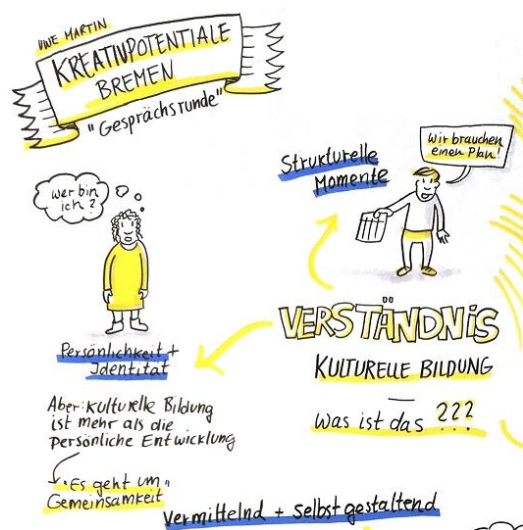 UWE MARTIN
KREATIVPOTENTIALE
BREMEN
"Gesprächsrunde"
Strukturelle
Momente
Wir brauchen
einen Plan!
wer bin
ich?
Persönlichkeit +
Identität
VERSTÄNDNIS
KULTURELLE BILDUNG
Was ist das ???
Aber: Kulturelle Bildung
ist mehr als die
Persönliche Entwicklung
"Es geht um"
Gemeinsamkeit
Vermittelnd + selbst gestaltend